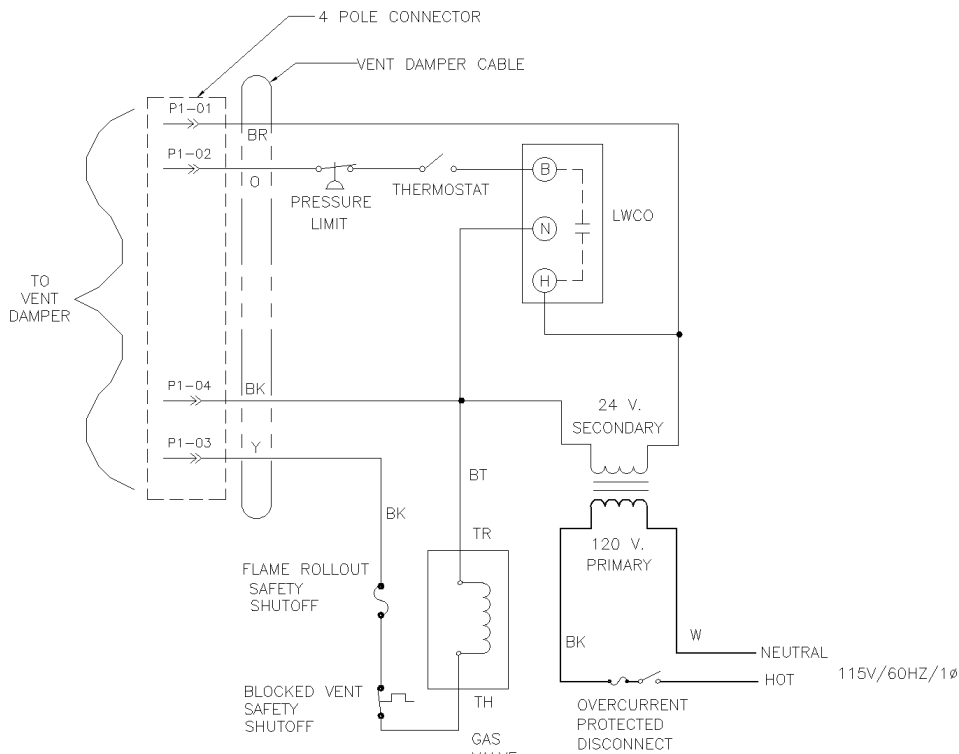 4 POLE CONNECTOR
VENT DAMPER CABLE
P1-01
BR
P1-02
O
PRESSURE
LIMIT
THERMOSTAT
B
N
H
LWCO
TO
VENT
DAMPER
P1-04
BK
P1-03
Y
24 V.
SECONDARY
BT
BK
TR
120 V.
PRIMARY
FLAME ROLLOUT
SAFETY
SHUTOFF
BK
W
NEUTRAL
HOT
115V/60HZ/1ø
BLOCKED VENT
SAFETY
SHUTOFF
TH
GAS
VALVE
OVERCURRENT
PROTECTED
DISCONNECT